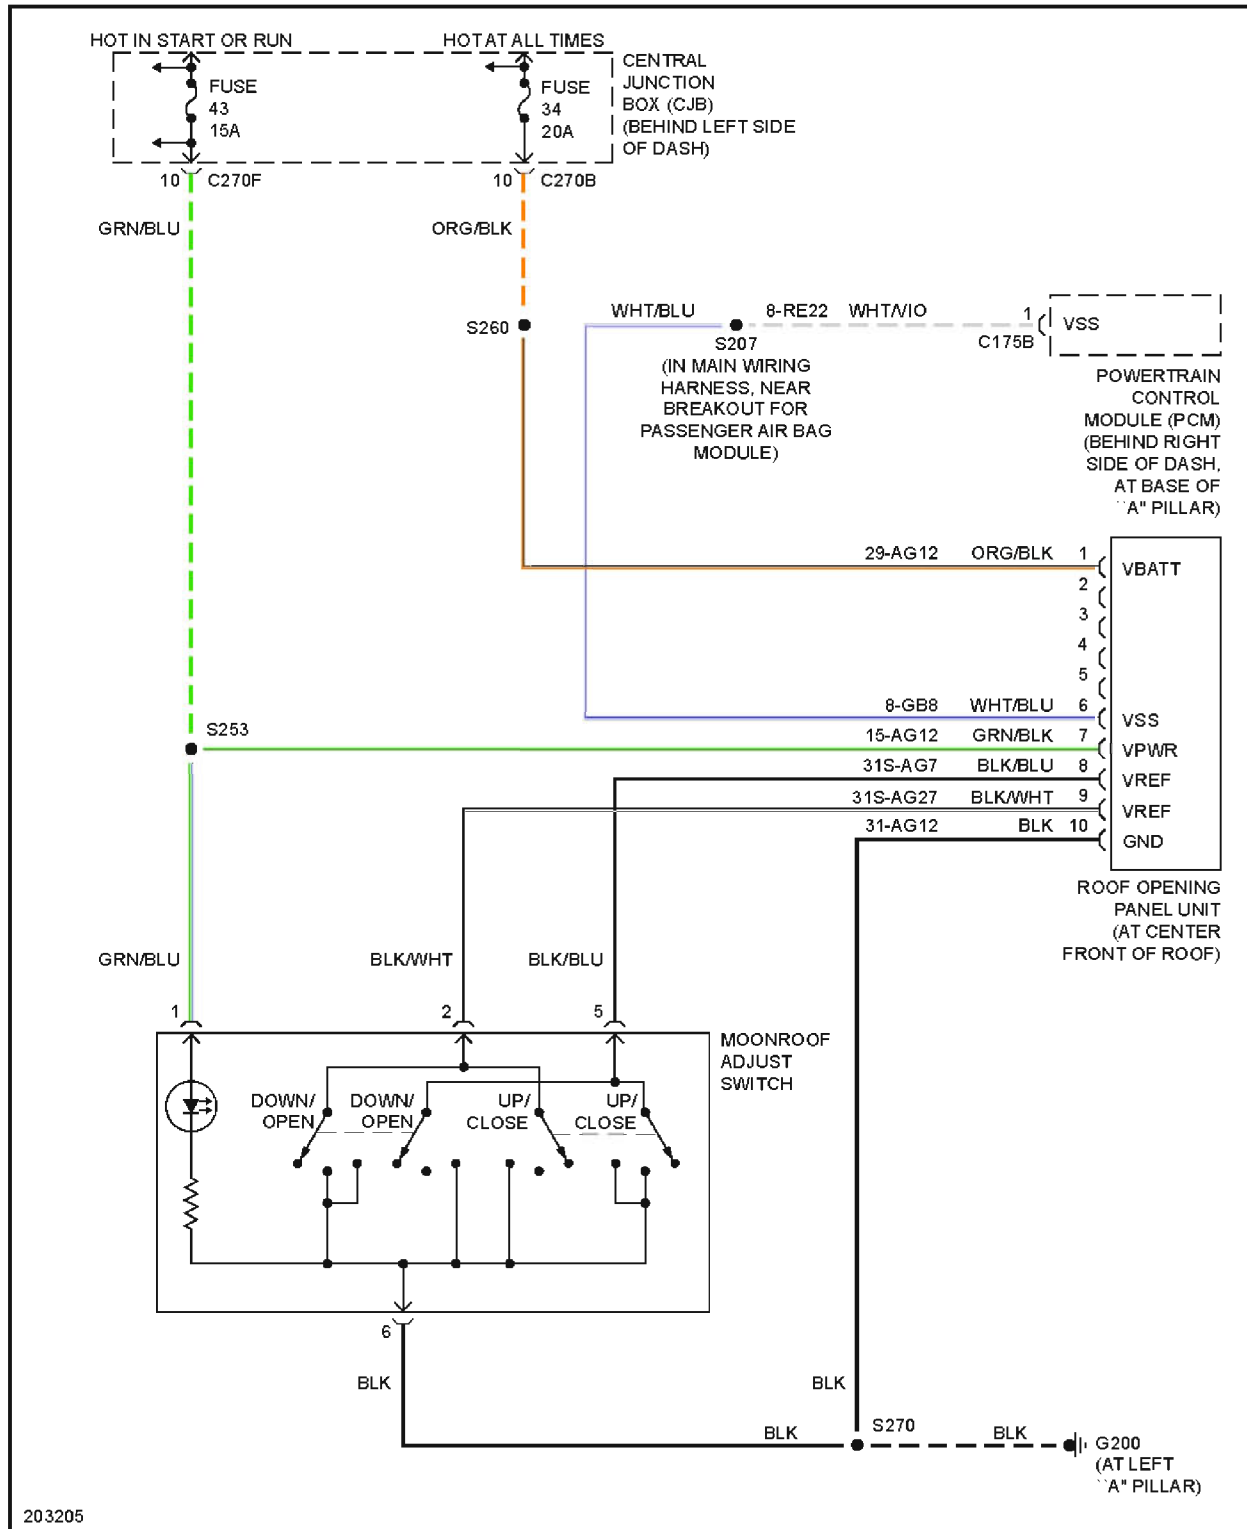 HOT IN START OR RUN
HOT AT ALL TIMES
CENTRAL
JUNCTION
BOX (CJB)
(BEHIND LEFT SIDE
OF DASH)
FUSE
43
15A
FUSE
34
20A
10 C270F
10 C270B
GRN/BLU
ORG/BLK
S260
WHT/BLU
8-RE22 WHT/VIO
1
VSS
C175B
S207
(IN MAIN WIRING
HARNESS, NEAR
BREAKOUT FOR
PASSENGER AIR BAG
MODULE)
POWERTRAIN
CONTROL
MODULE (PCM)
(BEHIND RIGHT
SIDE OF DASH,
AT BASE OF
``A" PILLAR)
29-AG12 ORG/BLK 1 VBATT
2
3
4
5
8-GB8 WHT/BLU 6 VSS
S253
15-AG12 GRN/BLK 7 VPWR
31S-AG7 BLK/BLU 8 VREF
31S-AG27 BLK/WHT 9 VREF
31-AG12 BLK 10 GND
ROOF OPENING
PANEL UNIT
(AT CENTER
FRONT OF ROOF)
GRN/BLU
BLK/WHT
BLK/BLU
1
2
5
MOONROOF
ADJUST
SWITCH
DOWN/
OPEN
DOWN/
OPEN
UP/
CLOSE
UP/
CLOSE
6
BLK
BLK
BLK
S270
BLK
G200
(AT LEFT
``A" PILLAR)
203205